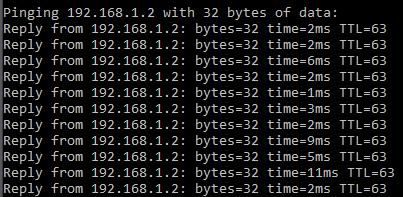 Pinging 192.168.1.2 with 32 bytes of data:
Reply from 192.168.1.2: bytes=32 time=2ms TTL=63
Reply from 192.168.1.2: bytes=32 time=2ms TTL=63
Reply from 192.168.1.2: bytes=32 time=6ms TTL=63
Reply from 192.168.1.2: bytes=32 time=2ms TTL=63
Reply from 192.168.1.2: bytes=32 time=1ms TTL=63
Reply from 192.168.1.2: bytes=32 time=3ms TTL=63
Reply from 192.168.1.2: bytes=32 time=2ms TTL=63
Reply from 192.168.1.2: bytes=32 time=9ms TTL=63
Reply from 192.168.1.2: bytes=32 time=5ms TTL=63
Reply from 192.168.1.2: bytes=32 time=11ms TTL=63
Reply from 192.168.1.2: bytes=32 time=2ms TTL=63